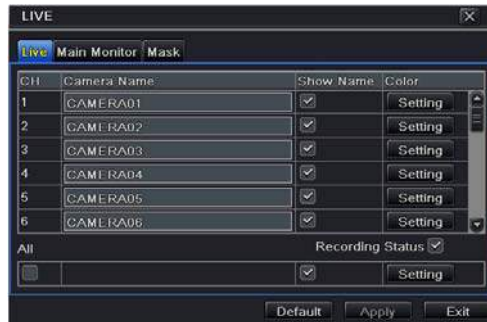 LIVE
Live Main Monitor Mask
CH Camera Name Show Name Color
1 CAMERA01 Setting
2 CAMERA02 Setting
3 CAMERA03 Setting
4 CAMERA04 Setting
5 CAMERA05 Setting
6 CAMERA06 Setting
All Recording Status
Setting
Default Apply Exit